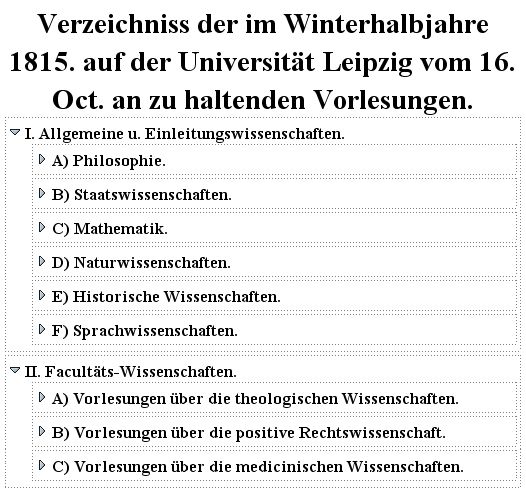 Verzeichniss der im Winterhalbjahre
1815. auf der Universität Leipzig vom 16.
Oct. an zu haltenden Vorlesungen.
I. Allgemeine u. Einleitungswissenschaften.
A) Philosophie.
B) Staatswissenschaften.
C) Mathematik.
D) Naturwissenschaften.
E) Historische Wissenschaften.
F) Sprachwissenschaften.
II. Facultäts-Wissenschaften.
A) Vorlesungen über die theologischen Wissenschaften.
B) Vorlesungen über die positive Rechtswissenschaft.
C) Vorlesungen über die medicinischen Wissenschaften.